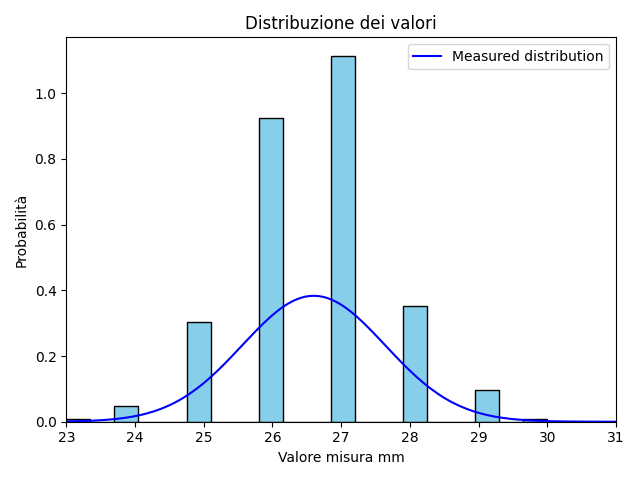 Distribuzione dei valori
Measured distribution
Probabilità
1.0
0.8
0.6
0.4
0.2
0.0
23 24 25 26 27 28 29 30 31
Valore misura mm